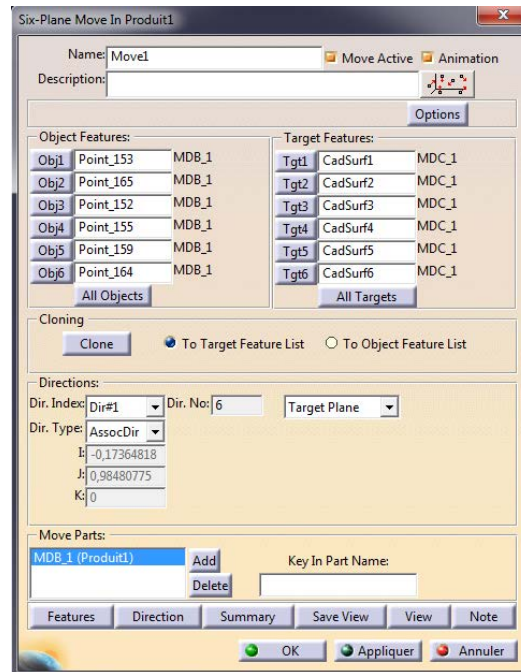 Six-Plane Move In Produit1
Name: Move1 Move Active Animation
Description:
Options
Object Features: Target Features:
Obj1 Point_153 MDB_1 Tgt1 CadSurf1 MDC_1
Obj2 Point_165 MDB_1 Tgt2 CadSurf2 MDC_1
Obj3 Point_152 MDB_1 Tgt3 CadSurf3 MDC_1
Obj4 Point_155 MDB_1 Tgt4 CadSurf4 MDC_1
Obj5 Point_159 MDB_1 Tgt5 CadSurf5 MDC_1
Obj6 Point_164 MDB_1 Tgt6 CadSurf6 MDC_1
All Objects All Targets
Cloning
Clone To Target Feature List To Object Feature List
Directions:
Dir. Index: Dir#1 Dir. No: 6 Target Plane
Dir. Type: AssocDir
I: -0,17364818
J: 0,98480775
K: 0
Move Parts:
MDB_1 (Produit1) Add Key In Part Name:
Delete
Features Direction Summary Save View View Note
OK Appliquer Annuler